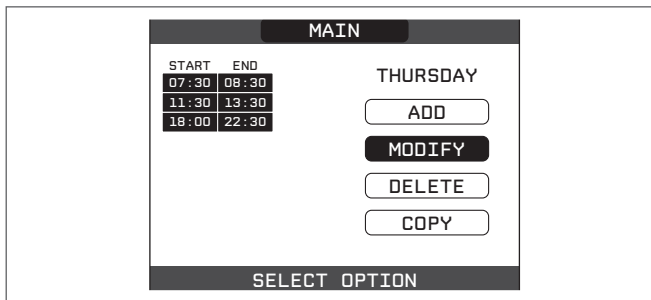 MAIN
START END
07:30 08:30
11:30 13:30
18:00 22:30
THURSDAY
ADD
MODIFY
DELETE
COPY
SELECT OPTION